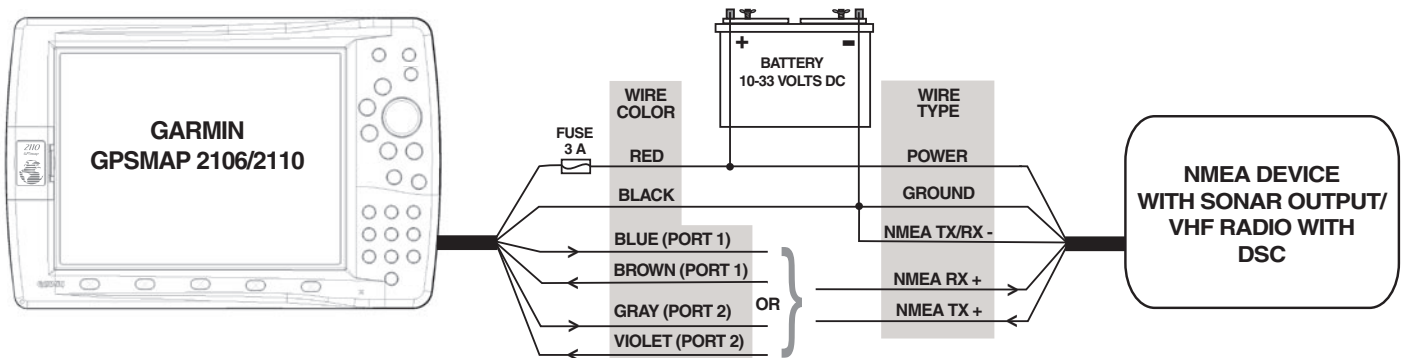 GARMIN
GPSMAP 2106/2110
2110
BATTERY
10-33 VOLTS DC
+
-
WIRE
COLOR
WIRE
TYPE
FUSE
3 A
RED
POWER
BLACK
GROUND
BLUE (PORT 1)
NMEA TX/RX -
BROWN (PORT 1)
NMEA RX +
GRAY (PORT 2)
OR
NMEA TX +
VIOLET (PORT 2)
NMEA DEVICE
WITH SONAR OUTPUT/
VHF RADIO WITH
DSC